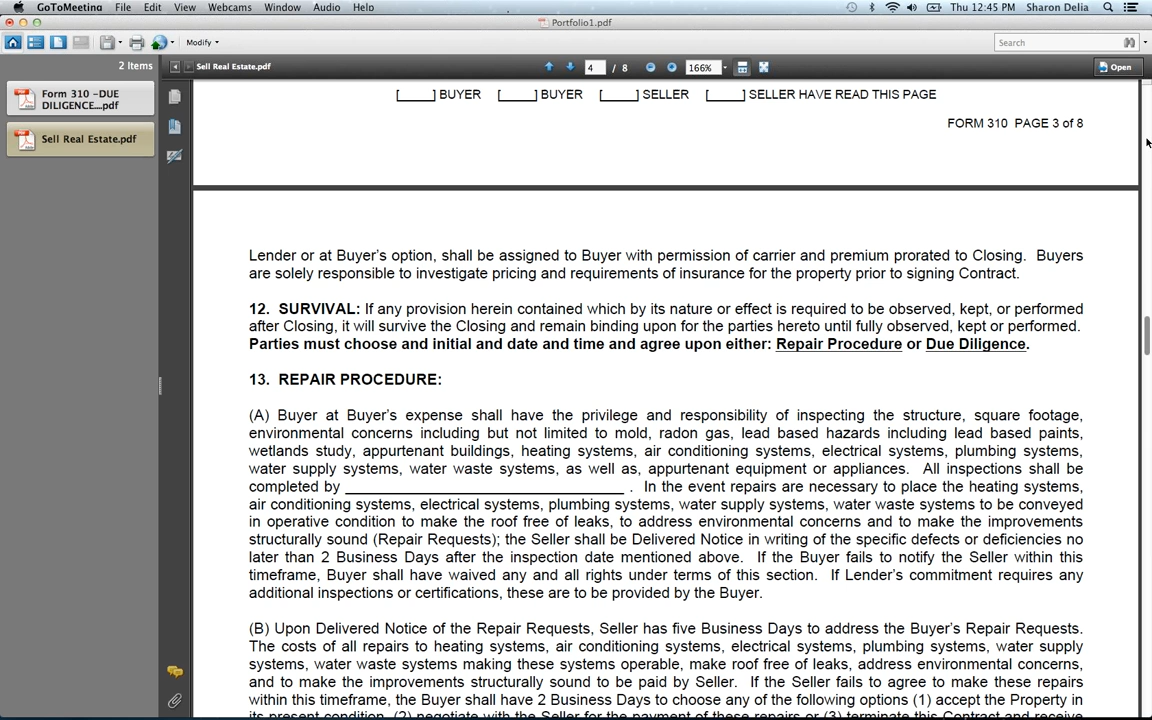 GoToMeeting File Edit View Webcams Window Audio Help Thu 12:45 PM Sharon Delia
Portfolio1.pdf
Modify Search
2 Items Sell Real Estate.pdf 4 / 8 166% Open
Form 310 -DUE
DILIGENCE....pdf
Sell Real Estate.pdf
[____] BUYER [____] BUYER [____] SELLER [____] SELLER HAVE READ THIS PAGE
FORM 310 PAGE 3 of 8
Lender or at Buyer's option, shall be assigned to Buyer with permission of carrier and premium prorated to Closing. Buyers
are solely responsible to investigate pricing and requirements of insurance for the property prior to signing Contract.
12. SURVIVAL: If any provision herein contained which by its nature or effect is required to be observed, kept, or performed
after Closing, it will survive the Closing and remain binding upon for the parties hereto until fully observed, kept or performed.
Parties must choose and initial and date and time and agree upon either: Repair Procedure or Due Diligence.
13. REPAIR PROCEDURE:
(A) Buyer at Buyer's expense shall have the privilege and responsibility of inspecting the structure, square footage,
environmental concerns including but not limited to mold, radon gas, lead based hazards including lead based paints,
wetlands study, appurtenant buildings, heating systems, air conditioning systems, electrical systems, plumbing systems,
water supply systems, water waste systems, as well as, appurtenant equipment or appliances. All inspections shall be
completed by ____________________ . In the event repairs are necessary to place the heating systems,
air conditioning systems, electrical systems, plumbing systems, water supply systems, water waste systems to be conveyed
in operative condition to make the roof free of leaks, to address environmental concerns and to make the improvements
structurally sound (Repair Requests); the Seller shall be Delivered Notice in writing of the specific defects or deficiencies no
later than 2 Business Days after the inspection date mentioned above. If the Buyer fails to notify the Seller within this
timeframe, Buyer shall have waived any and all rights under terms of this section. If Lender's commitment requires any
additional inspections or certifications, these are to be provided by the Buyer.
(B) Upon Delivered Notice of the Repair Requests, Seller has five Business Days to address the Buyer's Repair Requests.
The costs of all repairs to heating systems, air conditioning systems, electrical systems, plumbing systems, water supply
systems, water waste systems making these systems operable, make roof free of leaks, address environmental concerns,
and to make the improvements structurally sound to be paid by Seller. If the Seller fails to agree to make these repairs
within this timeframe, the Buyer shall have 2 Business Days to choose any of the following options (1) accept the Property in
its present condition, (2) negotiate with the Seller for the payment of these repairs or (3) terminate this Contract and receive